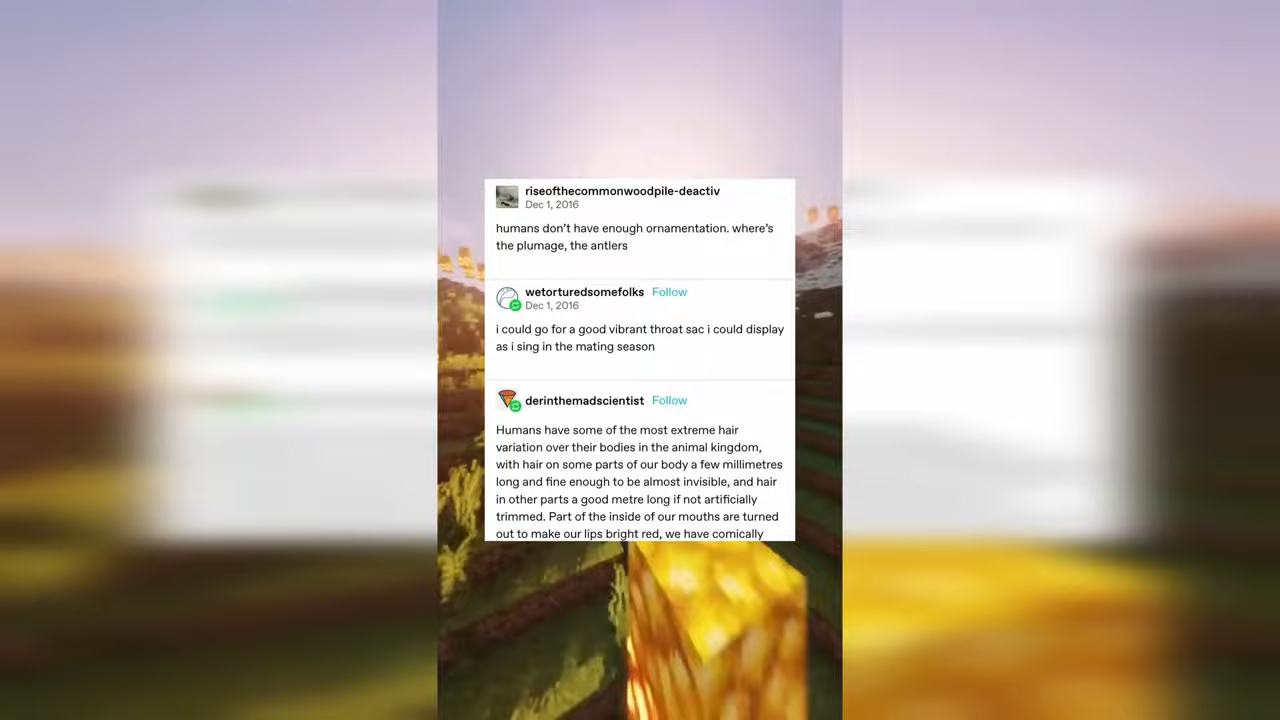 riseofthecommonwoodpile-deactiv
Dec 1, 2016
humans don’t have enough ornamentation. where’s
the plumage, the antlers
wetorturedsomefolks Follow
Dec 1, 2016
i could go for a good vibrant throat sac i could display
as i sing in the mating season
derinthemadscientist Follow
Humans have some of the most extreme hair
variation over their bodies in the animal kingdom,
with hair on some parts of our body a few millimetres
long and fine enough to be almost invisible, and hair
in other parts a good metre long if not artificially
trimmed. Part of the inside of our mouths are turned
out to make our lips bright red, we have comically